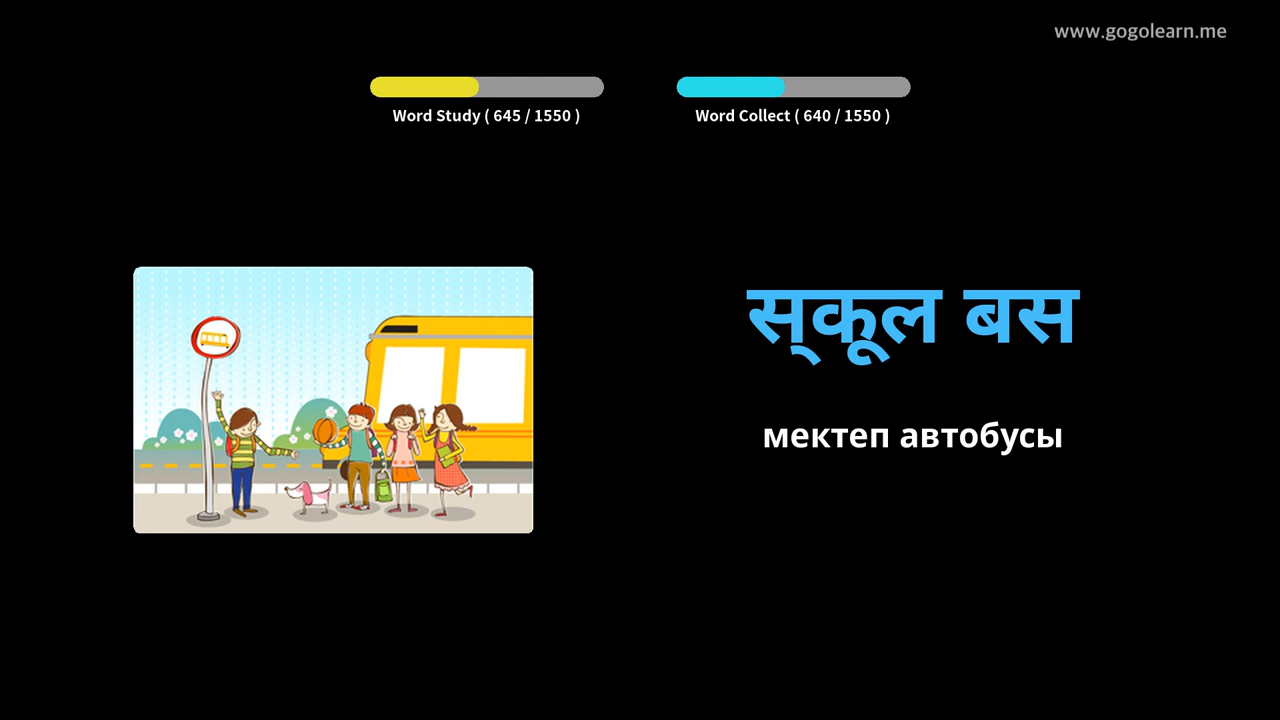 www.gogolearn.me
Word Study ( 645 / 1550 )
Word Collect ( 640 / 1550 )
स्कूल बस
мектеп автобусы